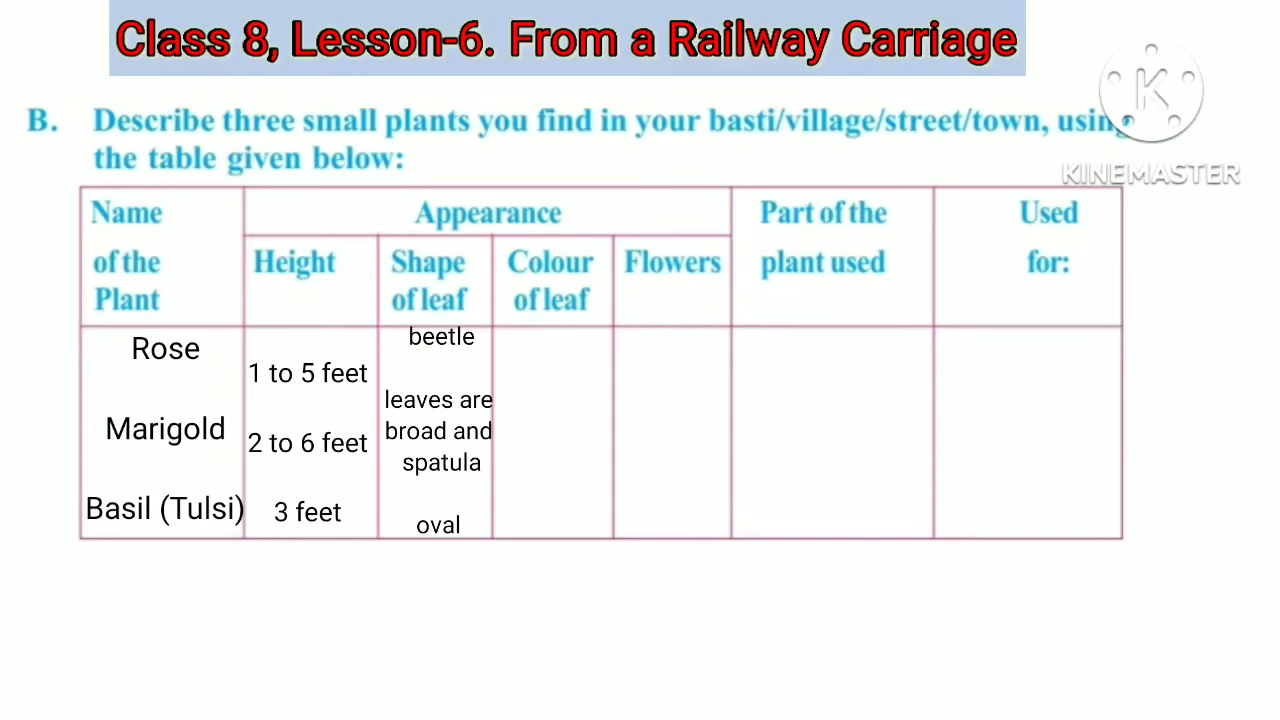 Class 8, Lesson-6. From a Railway Carriage
K
KINEMASTER
B. Describe three small plants you find in your basti/village/street/town, using
the table given below:
Name of the Plant
Appearance
Part of the plant used
Used for:
Height
Shape of leaf
Colour of leaf
Flowers
Rose
1 to 5 feet
beetle
Marigold
2 to 6 feet
leaves are
broad and
spatula
Basil (Tulsi)
3 feet
oval